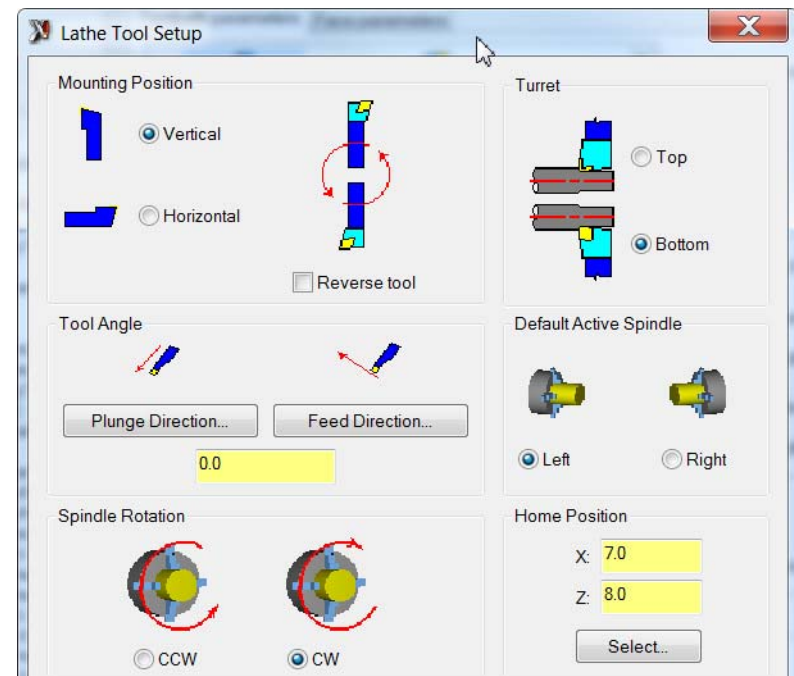 Lathe Tool Setup
Mounting Position
Vertical
Horizontal
Reverse tool
Turret
Top
Bottom
Tool Angle
Plunge Direction...
Feed Direction...
0.0
Default Active Spindle
Left
Right
Spindle Rotation
CCW
CW
Home Position
X: 7.0
Z: 8.0
Select...